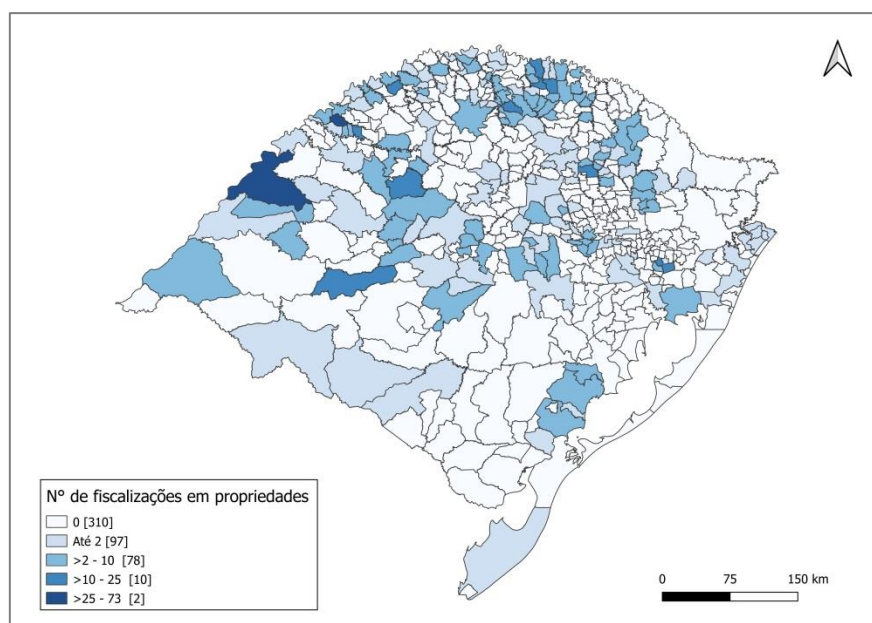 N° de fiscalizações em propriedades
0 [310]
Até 2 [97]
>2 - 10 [78]
>10 - 25 [10]
>25 - 73 [2]
0 75 150 km